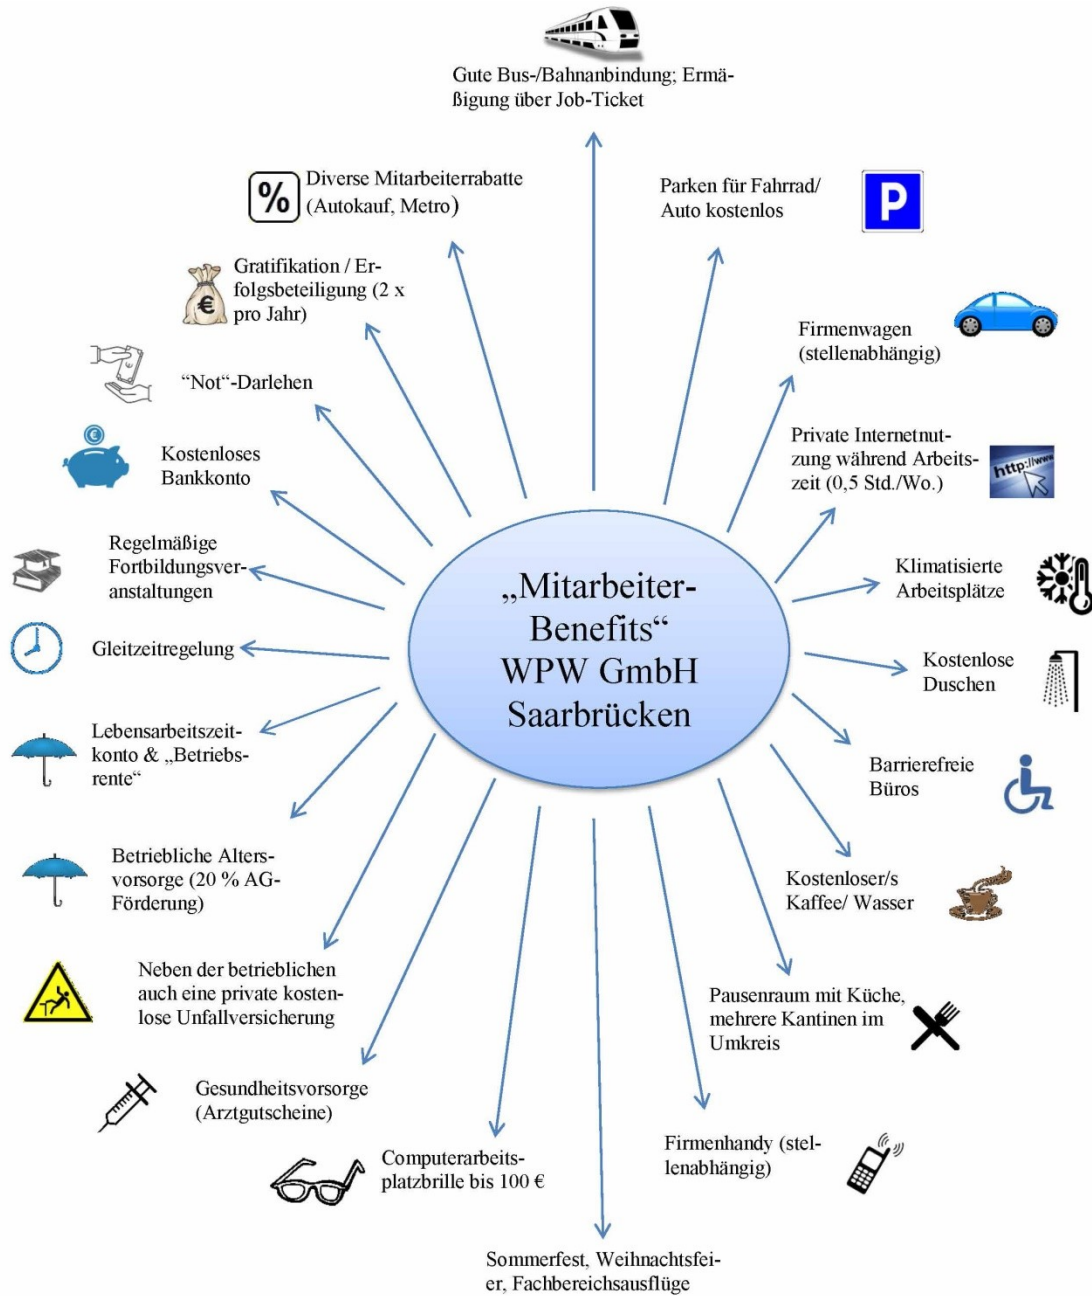 Gute Bus-/Bahnanbindung; Ermä-
ßigung über Job-Ticket
%
Diverse Mitarbeiterrabatte
(Autokauf, Metro)
Parken für Fahrrad/
Auto kostenlos
P
€
Gratifikation / Er-
folgsbeteiligung (2 x
pro Jahr)
Firmenwagen
(stellenabhängig)
“Not“-Darlehen
€
Kostenloses
Bankkonto
Private Internetnut-
zung während Arbeits-
zeit (0,5 Std./Wo.)
http://www
Regelmäßige
Fortbildungsver-
anstaltungen
Klimatisierte
Arbeitsplätze
„Mitarbeiter-
Benefits“
WPW GmbH
Saarbrücken
Gleitzeitregelung
Kostenlose
Duschen
Lebensarbeitszeit
konto & „Betriebs-
rente“
Barrierefreie
Büros
Betriebliche Alters-
vorsorge (20 % AG-
Förderung)
Kostenloser/s
Kaffee/ Wasser
Neben der betrieblichen
auch eine private kosten-
lose Unfallversicherung
Pausenraum mit Küche,
mehrere Kantinen im
Umkreis
Gesundheitsvorsorge
(Arztgutscheine)
Firmenhandy (stel-
lenabhängig)
Computerarbeits-
platzbrille bis 100 €
Sommerfest, Weihnachtsfei-
er, Fachbereichsausflüge